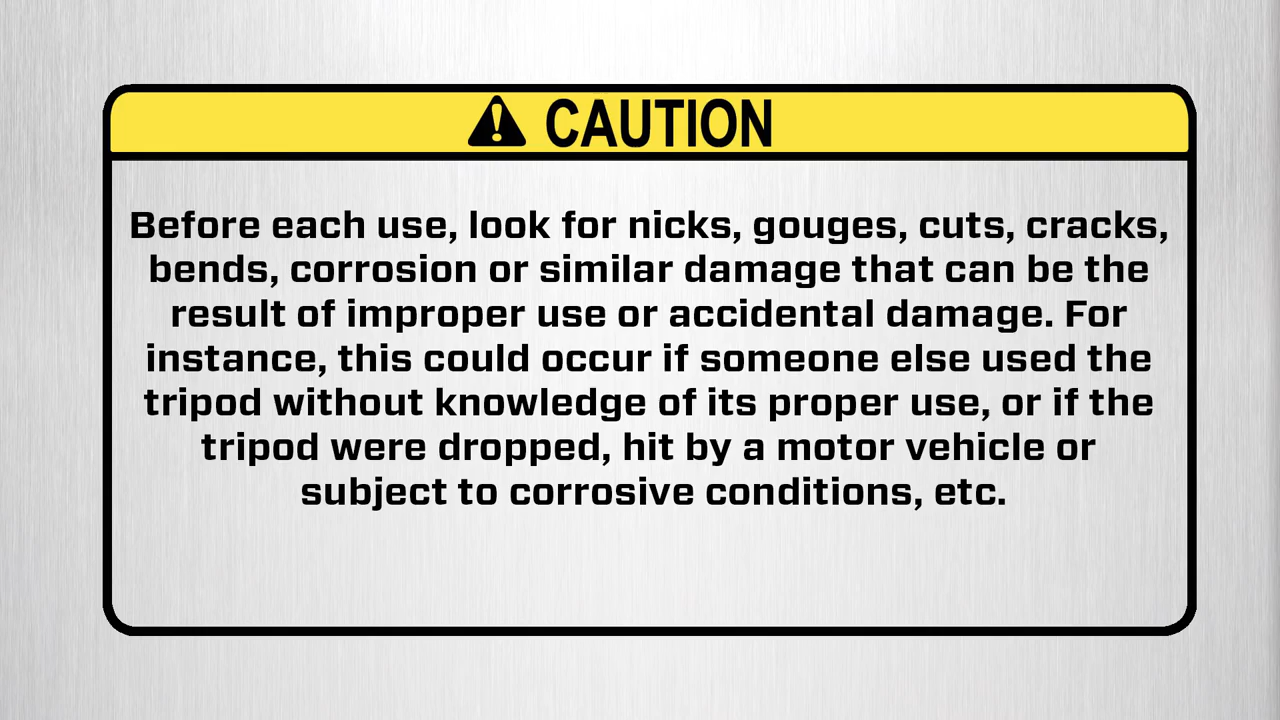 CAUTION
Before each use, look for nicks, gouges, cuts, cracks,
bends, corrosion or similar damage that can be the
result of improper use or accidental damage. For
instance, this could occur if someone else used the
tripod without knowledge of its proper use, or if the
tripod were dropped, hit by a motor vehicle or
subject to corrosive conditions, etc.